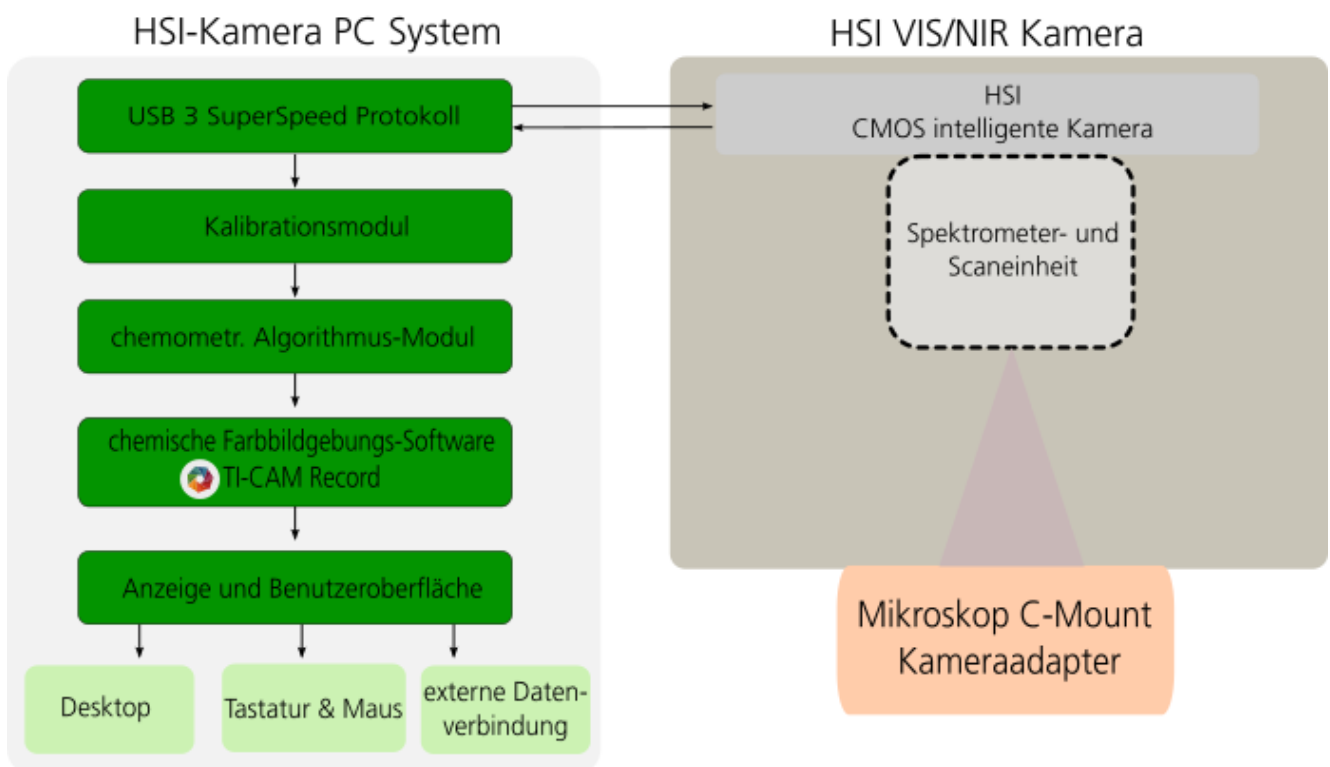 HSI-Kamera PC System
USB 3 SuperSpeed Protokoll
Kalibrationsmodul
chemometr. Algorithmus-Modul
chemische Farbbildgebungs-Software
TI-CAM Record
Anzeige und Benutzeroberfläche
Desktop
Tastatur & Maus
externe Daten-
verbindung
HSI VIS/NIR Kamera
HSI
CMOS intelligente Kamera
Spektrometer- und
Scaneinheit
Mikroskop C-Mount
Kameraadapter